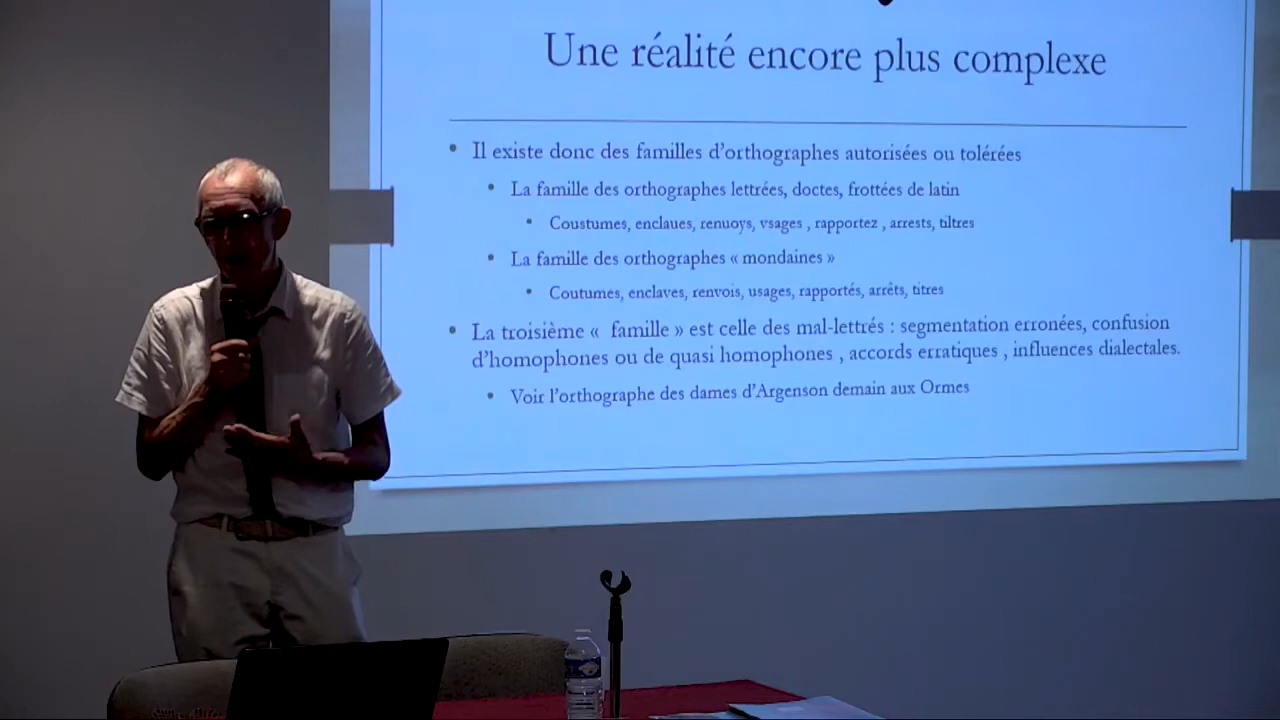 Une réalité encore plus complexe
• Il existe donc des familles d'orthographes autorisées ou tolérées
• La famille des orthographes lettrées, doctes, frottées de latin
• Coustumes, enclaues, renuoys, vsages , rapportez , arrests, tiltres
• La famille des orthographes « mondaines »
• Coutumes, enclaves, renvois, usages, rapportés, arrêts, titres
• La troisième «  famille » est celle des mal-lettrés : segmentation erronées, confusion
d'homophones ou de quasi homophones , accords erratiques , influences dialectales.
• Voir l'orthographe des dames d'Argenson demain aux Ormes